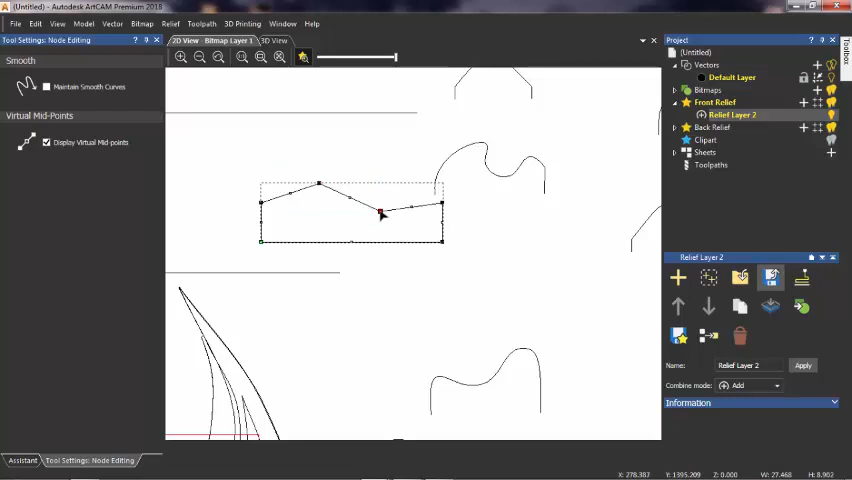 (Untitled) - Autodesk ArtCAM Premium 2018
File Edit View Model Vector Bitmap Relief Toolpath 3D Printing Window Help
Tool Settings: Node Editing
2D View - Bitmap Layer 1 3D View
Project
Toolbox
Smooth
Maintain Smooth Curves
Virtual Mid-Points
Display Virtual Mid-points
(Untitled)
Vectors
Default Layer
Bitmaps
Front Relief
Relief Layer 2
Back Relief
Clipart
Sheets
Toolpaths
Relief Layer 2
Name: Relief Layer 2 Apply
Combine mode: Add
Information
Assistant Tool Settings: Node Editing
X: 278.387 Y: 1395.209 Z: 0.000 W: 27.468 H: 8.902